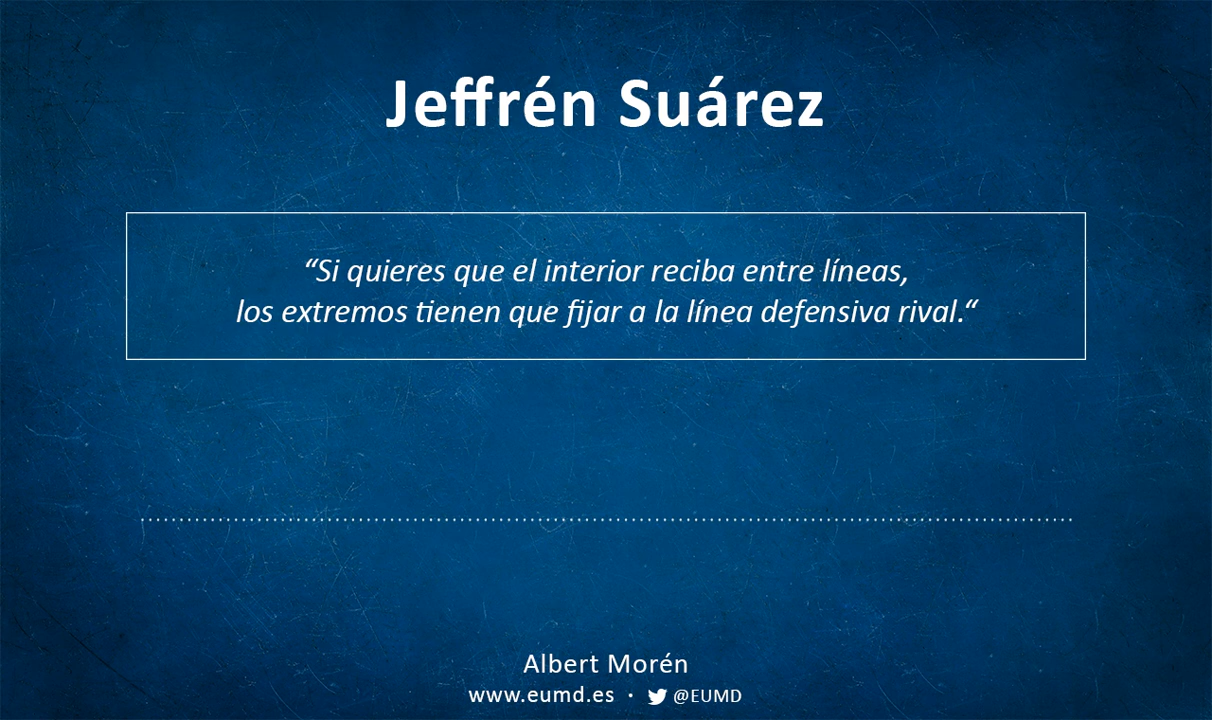 Jeffrén Suárez
“Si quieres que el interior reciba entre líneas,
los extremos tienen que fijar a la línea defensiva rival.“
Albert Morén
www.eumd.es · @EUMD